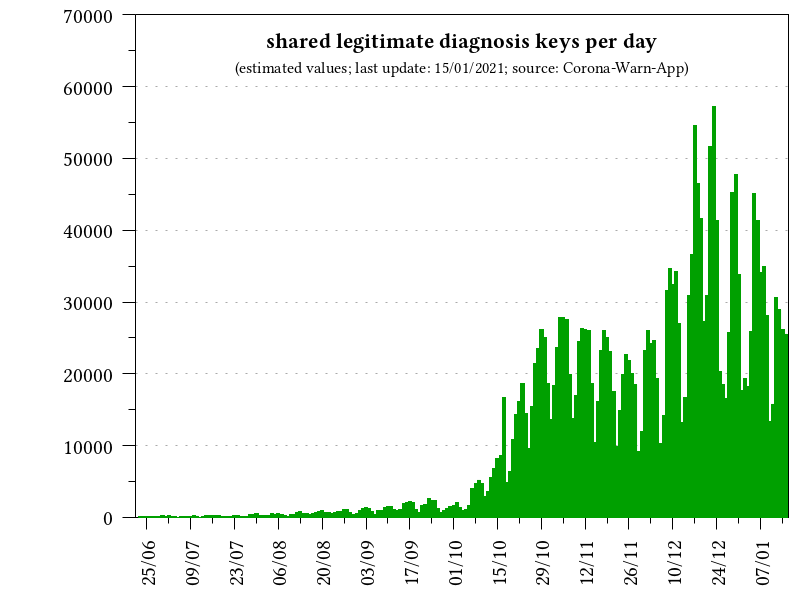 shared legitimate diagnosis keys per day
(estimated values; last update: 15/01/2021; source: Corona-Warn-App)
70000
60000
50000
40000
30000
20000
10000
0
25/06 09/07 23/07 06/08 20/08 03/09 17/09 01/10 15/10 29/10 12/11 26/11 10/12 24/12 07/01